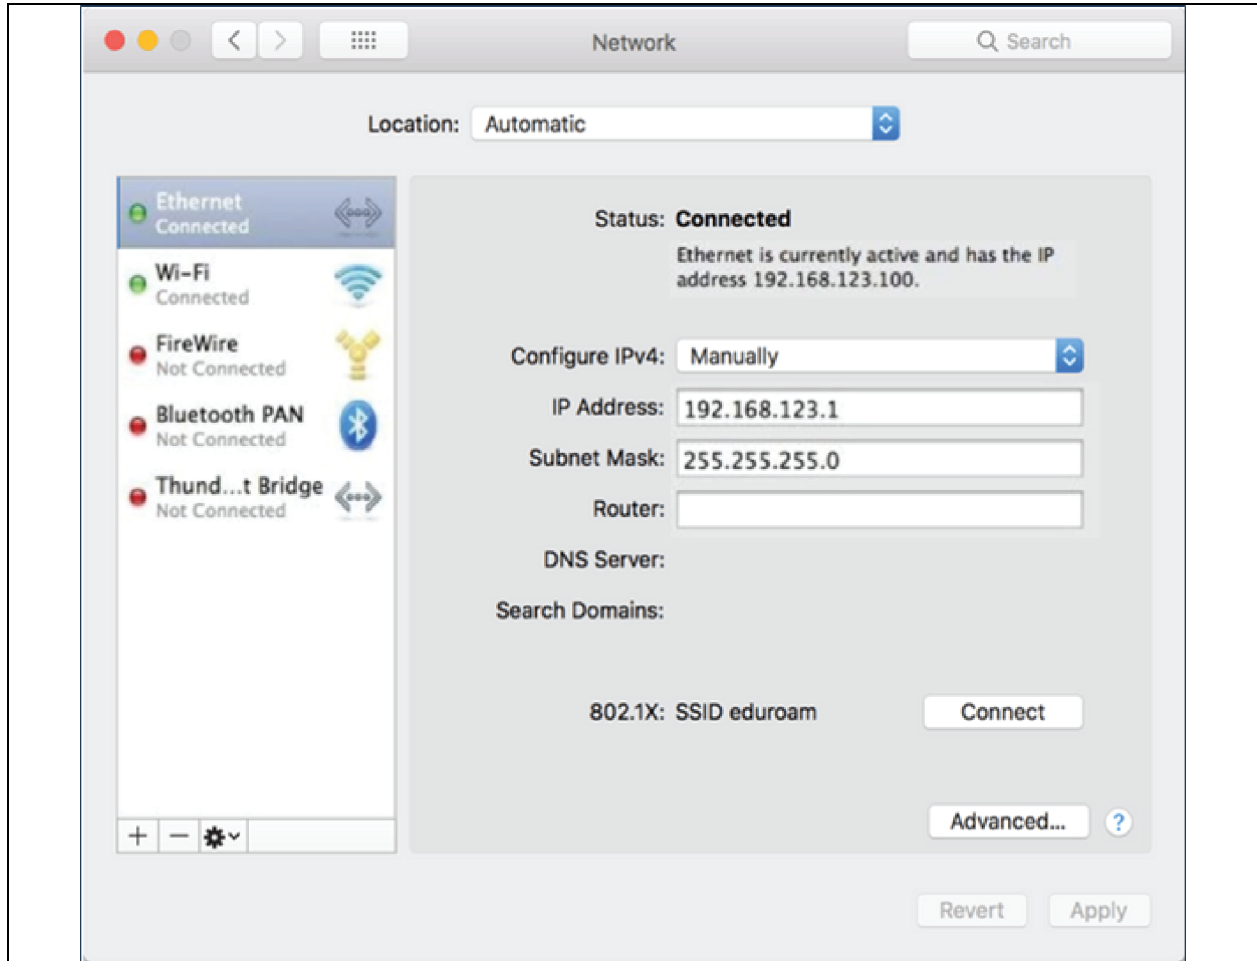 Network
Search
Location: Automatic
Ethernet
Connected
Wi-Fi
Connected
FireWire
Not Connected
Bluetooth PAN
Not Connected
Thund...t Bridge
Not Connected
Status: Connected
Ethernet is currently active and has the IP
address 192.168.123.100.
Configure IPv4: Manually
IP Address: 192.168.123.1
Subnet Mask: 255.255.255.0
Router:
DNS Server:
Search Domains:
802.1X: SSID eduroam Connect
Advanced... ?
Revert Apply